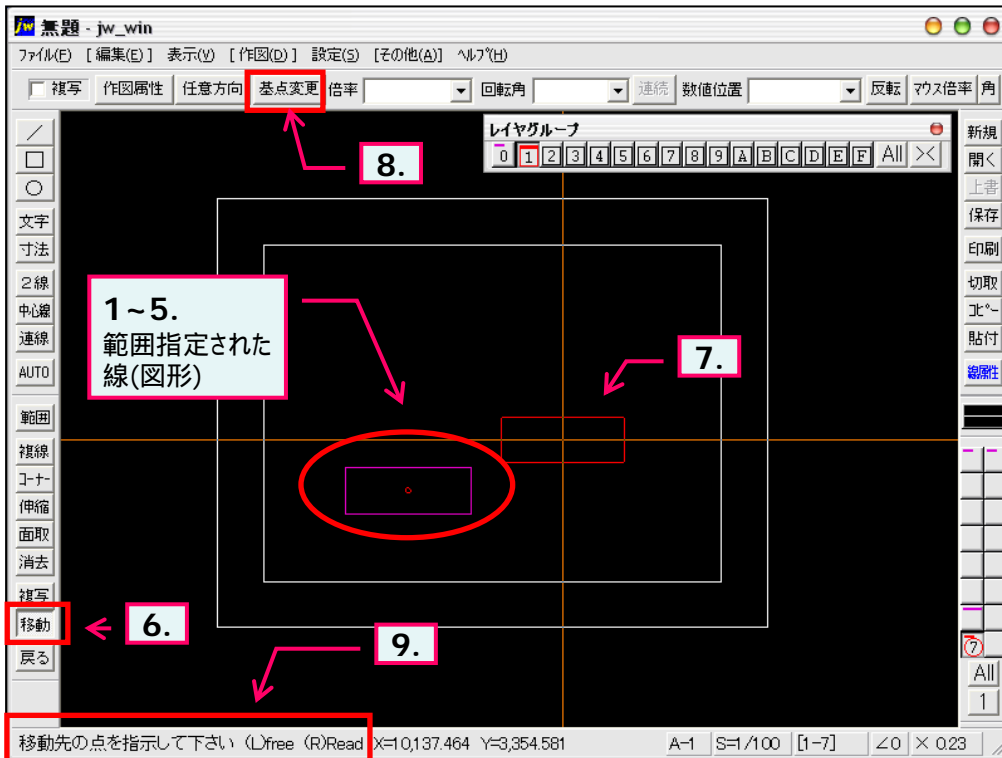 jw 無題 - jw_win
ファイル(F) [編集(E)] 表示(V) [作図(D)] 設定(S) [その他(A)] ヘルプ(H)
複写 作図属性 任意方向 基点変更 倍率 回転角 連続 数値位置 反転 マウス倍率 角
レイヤグループ
0 1 2 3 4 5 6 7 8 9 A B C D E F All ><
8.
1~5.
範囲指定された
線(図形)
7.
6.
9.
文字
寸法
2線
中心線
連線
AUTO
範囲
複線
コーナー
伸縮
面取
消去
複写
移動
戻る
新規
開く
上書
保存
印刷
切取
コピー
貼付
線属性
7
All
1
移動先の点を指示して下さい (L)free (R)Read X=10,137.464 Y=3,354.581 A-1 S=1/100 [1-7] ∠0 × 0.23